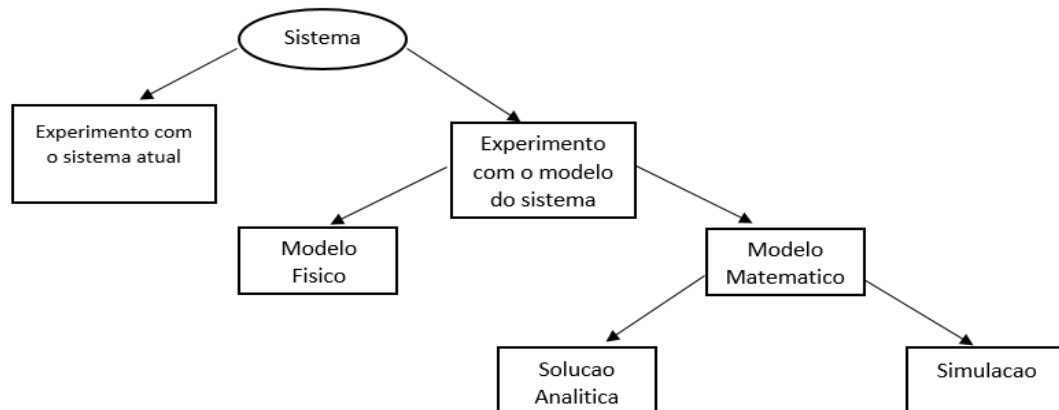 Sistema
Experimento com
o sistema atual
Experimento
com o modelo
do sistema
Modelo
Fisico
Modelo
Matematico
Solucao
Analitica
Simulacao